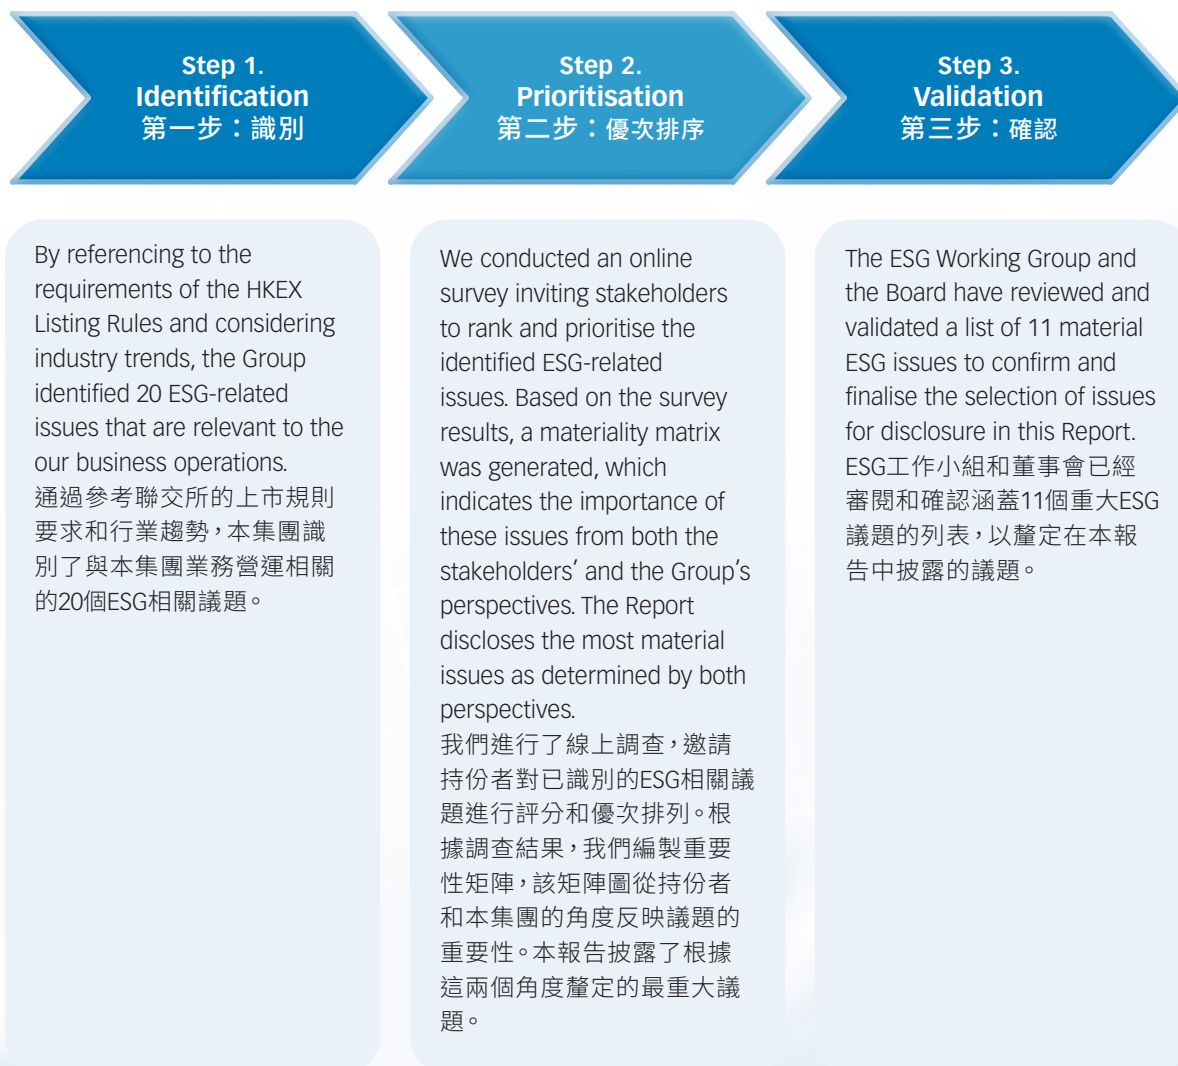 Step 1.
Identification
第一步：識別
Step 2.
Prioritisation
第二步：優次排序
Step 3.
Validation
第三步：確認
By referencing to the
requirements of the HKEX
Listing Rules and considering
industry trends, the Group
identified 20 ESG-related
issues that are relevant to the
our business operations.
通過參考聯交所的上市規則
要求和行業趨勢，本集團識
別了與本集團業務營運相關
的20個ESG相關議題。
We conducted an online
survey inviting stakeholders
to rank and prioritise the
identified ESG-related
issues. Based on the survey
results, a materiality matrix
was generated, which
indicates the importance of
these issues from both the
stakeholders’ and the Group’s
perspectives. The Report
discloses the most material
issues as determined by both
perspectives.
我們進行了線上調查，邀請
持份者對已識別的ESG相關議
題進行評分和優次排列。根
據調查結果，我們編製重要
性矩陣，該矩陣圖從持份者
和本集團的角度反映議題的
重要性。本報告披露了根據
這兩個角度釐定的最重大議
題。
The ESG Working Group and
the Board have reviewed and
validated a list of 11 material
ESG issues to confirm and
finalise the selection of issues
for disclosure in this Report.
ESG工作小組和董事會已經
審閱和確認涵蓋11個重大ESG
議題的列表，以釐定在本報
告中披露的議題。